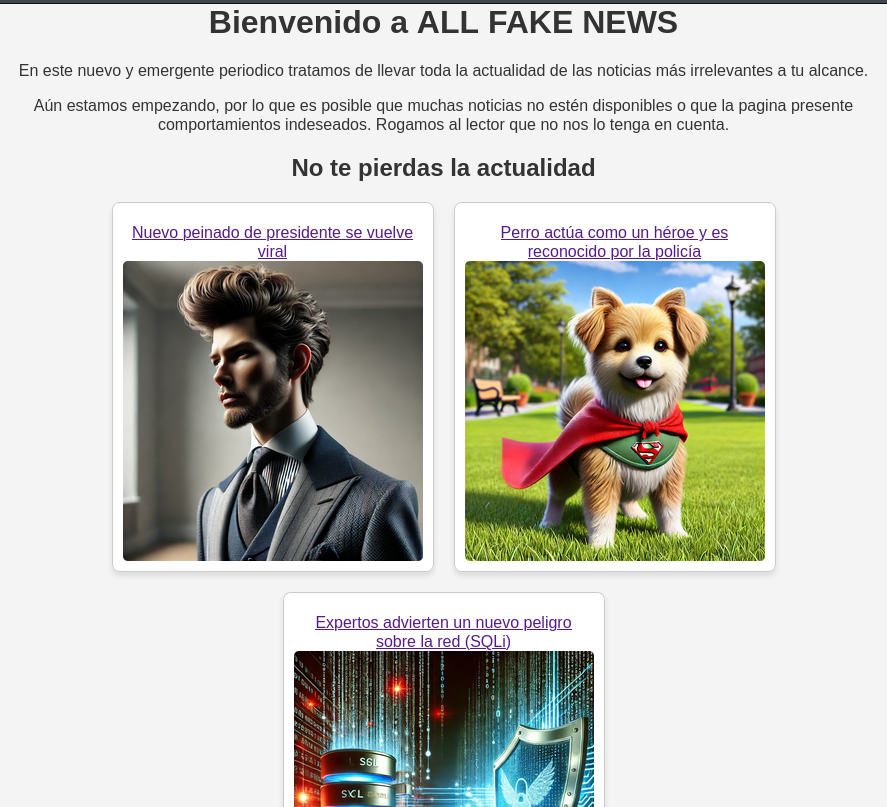 Bienvenido a ALL FAKE NEWS
En este nuevo y emergente periodico tratamos de llevar toda la actualidad de las noticias más irrelevantes a tu alcance.
Aún estamos empezando, por lo que es posible que muchas noticias no estén disponibles o que la pagina presente
comportamientos indeseados. Rogamos al lector que no nos lo tenga en cuenta.
No te pierdas la actualidad
Nuevo peinado de presidente se vuelve
viral
Perro actúa como un héroe y es
reconocido por la policía
S
Expertos advierten un nuevo peligro
sobre la red (SQLi)